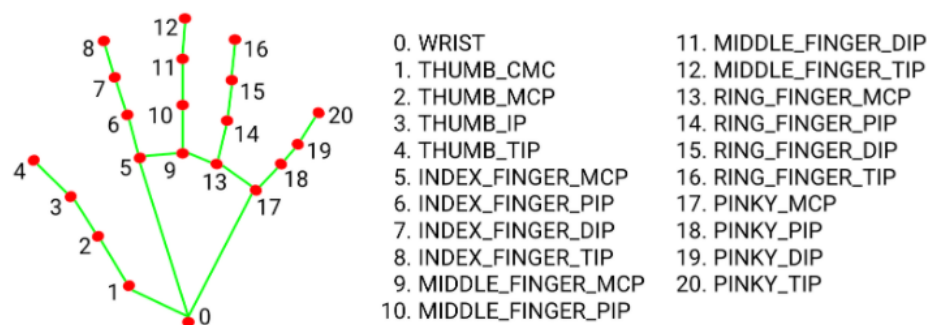 12
8
16
11
7
15
10
6
14
20
19
4
5
9
13
18
3
17
2
1
0
0. WRIST
1. THUMB_CMC
2. THUMB_MCP
3. THUMB_IP
4. THUMB_TIP
5. INDEX_FINGER_MCP
6. INDEX_FINGER_PIP
7. INDEX_FINGER_DIP
8. INDEX_FINGER_TIP
9. MIDDLE_FINGER_MCP
10. MIDDLE_FINGER_PIP
11. MIDDLE_FINGER_DIP
12. MIDDLE_FINGER_TIP
13. RING_FINGER_MCP
14. RING_FINGER_PIP
15. RING_FINGER_DIP
16. RING_FINGER_TIP
17. PINKY_MCP
18. PINKY_PIP
19. PINKY_DIP
20. PINKY_TIP